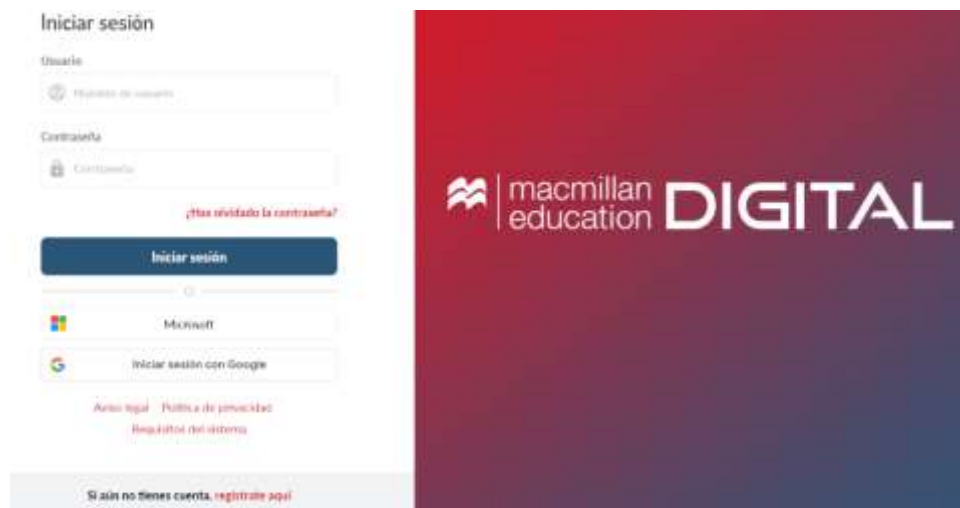 Iniciar sesión
Usuario
Nombre de usuario
Contraseña
Contraseña
¿Has olvidado la contraseña?
Iniciar sesión
O
Microsoft
Iniciar sesión con Google
Aviso legal Política de privacidad
Requisitos del sistema
Si aún no tienes cuenta, regístrate aquí
macmillan
education
DIGITAL